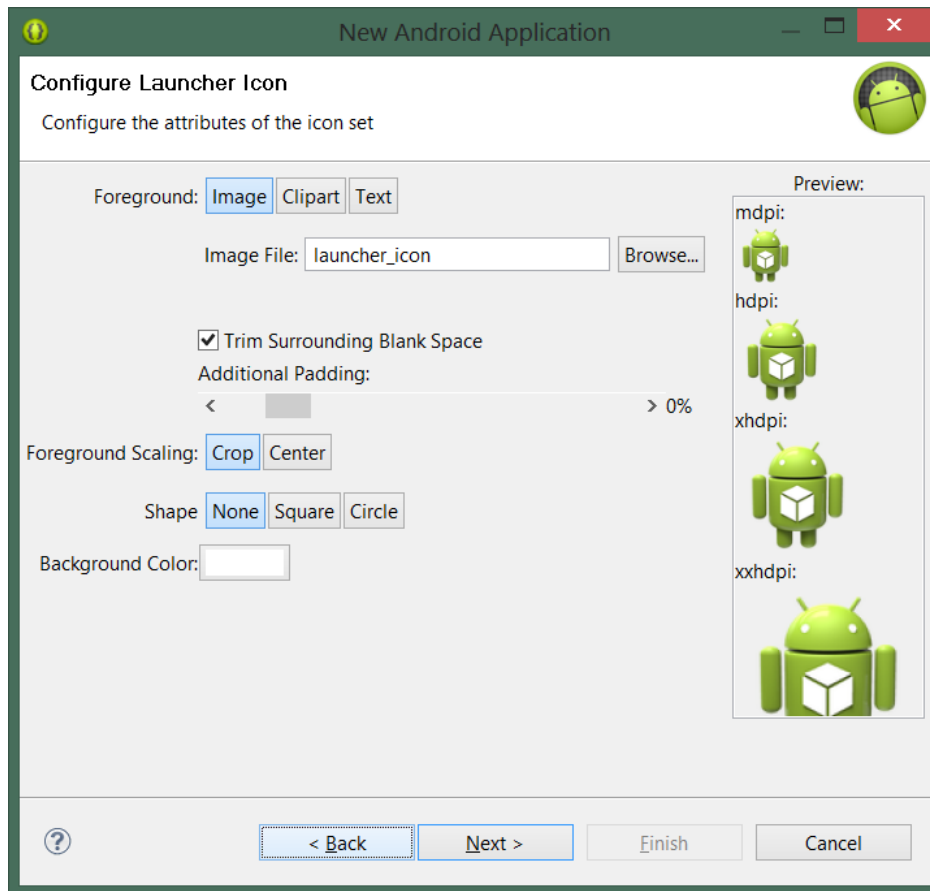 New Android Application
Configure Launcher Icon
Configure the attributes of the icon set
Foreground: Image Clipart Text
Image File: launcher_icon Browse...
Trim Surrounding Blank Space
Additional Padding:
< > 0%
Foreground Scaling: Crop Center
Shape None Square Circle
Background Color:
Preview:
mdpi:
hdpi:
xhdpi:
xxhdpi:
? < Back Next > Finish Cancel